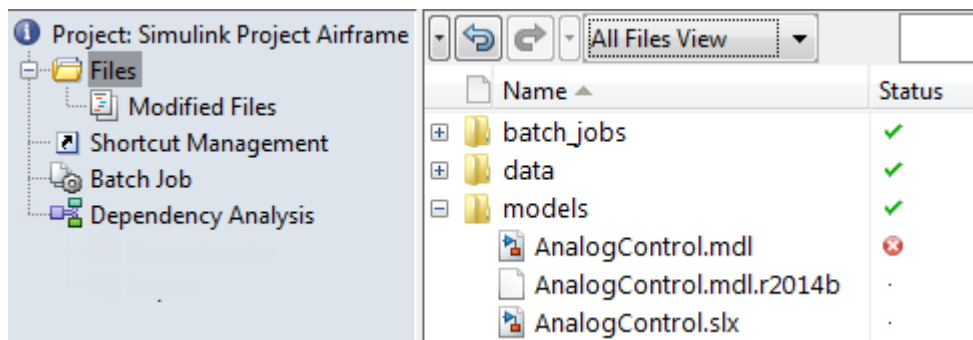 Project: Simulink Project Airframe
Files
Modified Files
Shortcut Management
Batch Job
Dependency Analysis
All Files View
Name Status
batch_jobs
data
models
AnalogControl.mdl
AnalogControl.mdl.r2014b
AnalogControl.slx